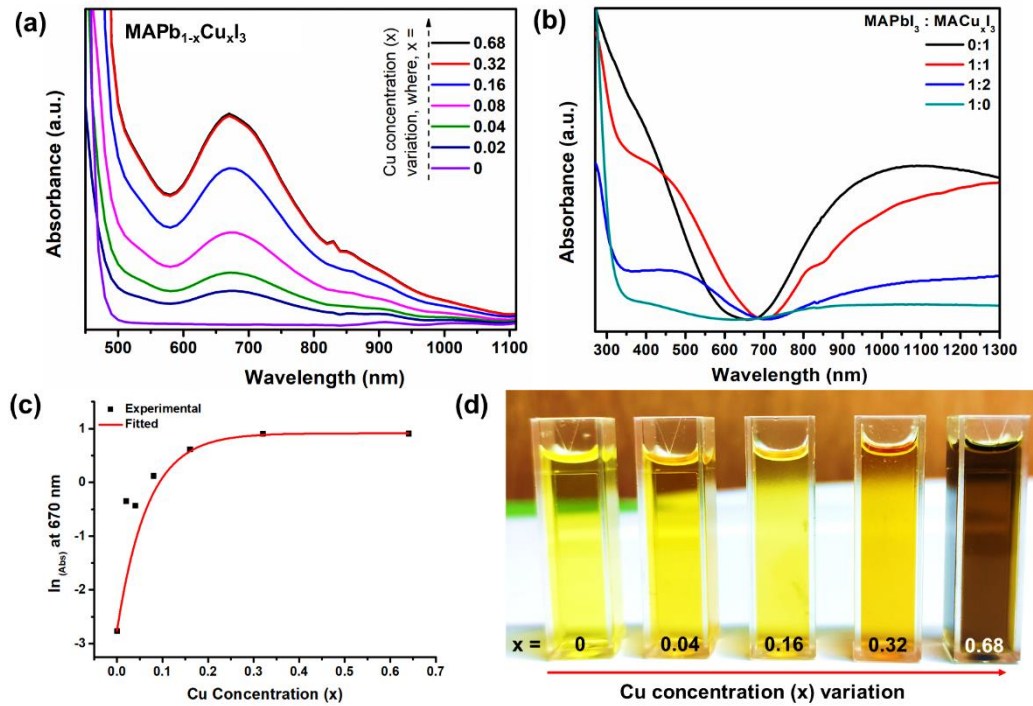 (a)
MAPb1-xCuxI3
Cu concentration (x)
variation, where, x =
0.68
0.32
0.16
0.08
0.04
0.02
0
Absorbance (a.u.)
500 600 700 800 900 1000 1100
Wavelength (nm)
(b)
MAPbI3 : MACuxI3
0:1
1:1
1:2
1:0
Absorbance (a.u.)
300 400 500 600 700 800 900 1000 1100 1200 1300
Wavelength (nm)
(c)
Experimental
Fitted
ln (Abs) at 670 nm
1
0
-1
-2
-3
0.0 0.1 0.2 0.3 0.4 0.5 0.6 0.7
Cu Concentration (x)
(d)
x = 0 0.04 0.16 0.32 0.68
Cu concentration (x) variation